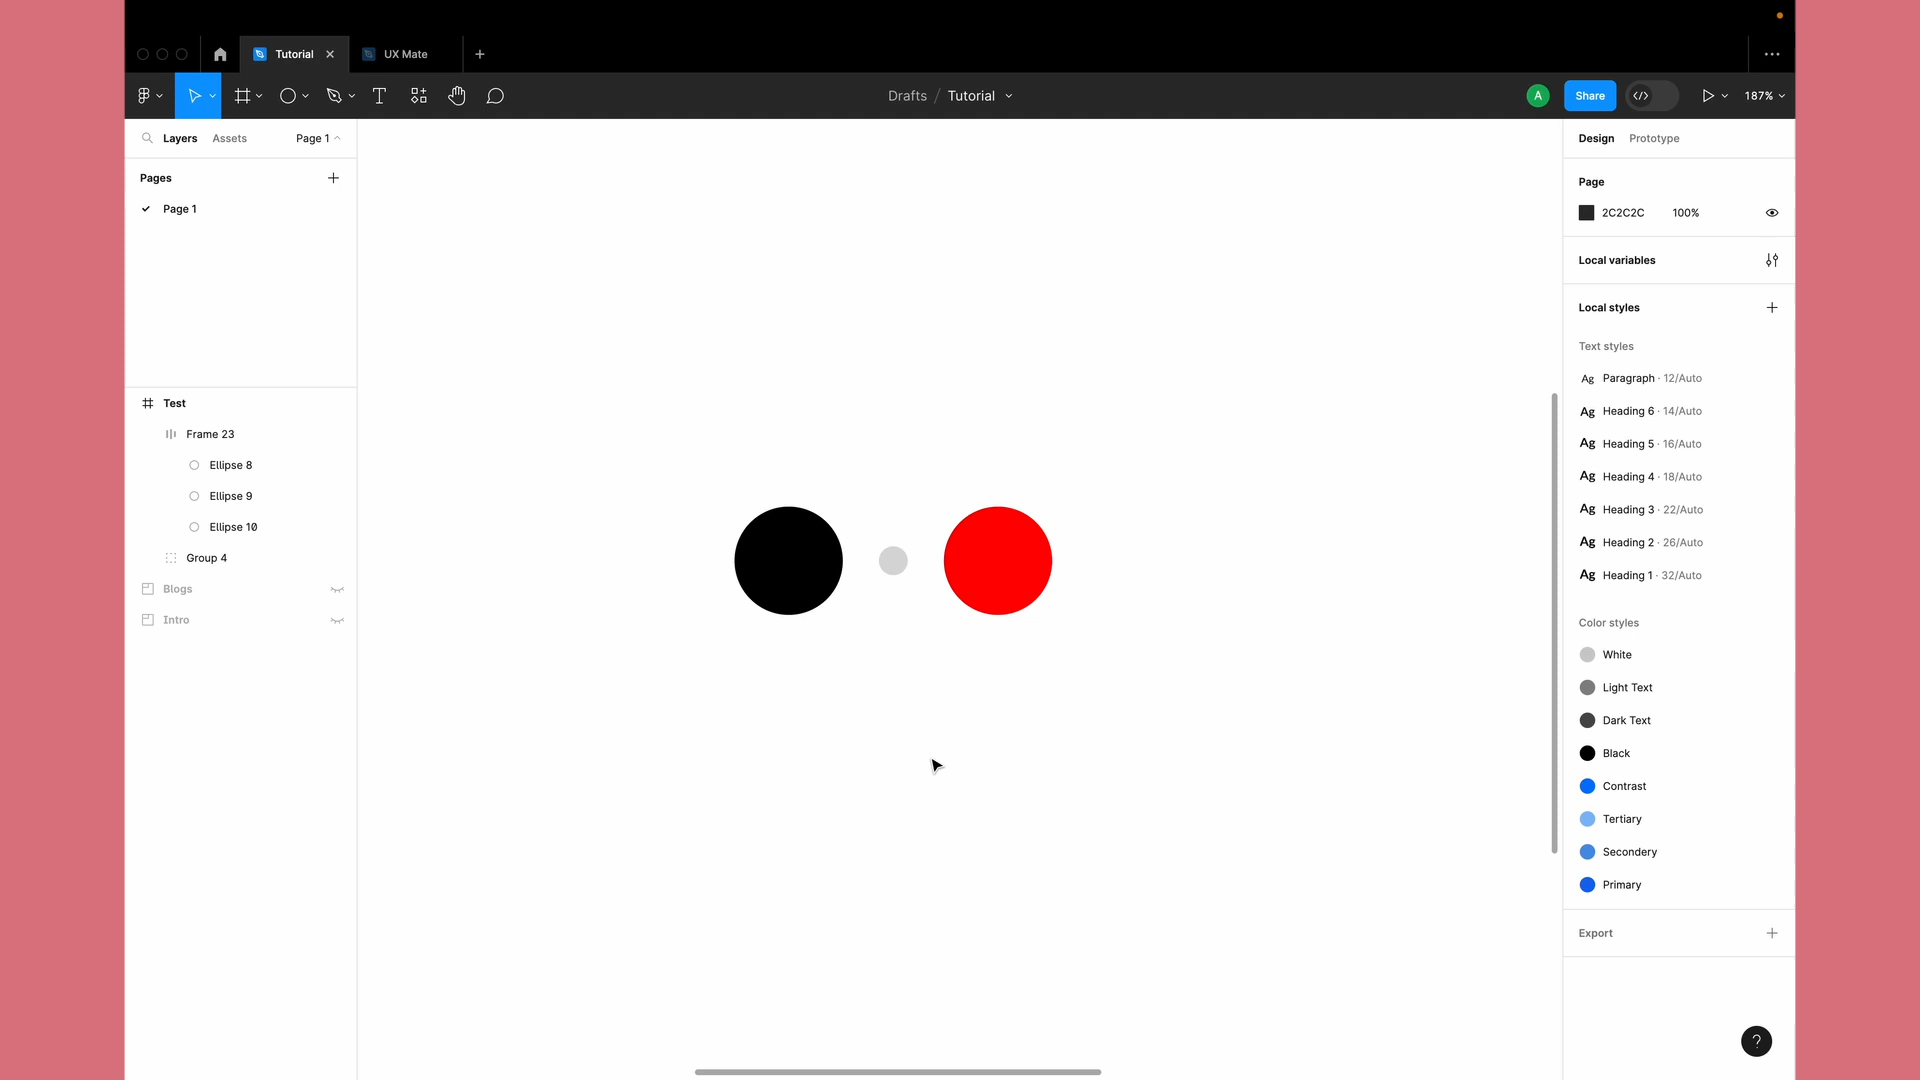 Tutorial
UX Mate
Drafts / Tutorial
A
Share
187%
Layers
Assets
Page 1
Pages
Page 1
Test
Frame 23
Ellipse 8
Ellipse 9
Ellipse 10
Group 4
Blogs
Intro
Design
Prototype
Page
2C2C2C 100%
Local variables
Local styles
Text styles
Ag Paragraph · 12/Auto
Ag Heading 6 · 14/Auto
Ag Heading 5 · 16/Auto
Ag Heading 4 · 18/Auto
Ag Heading 3 · 22/Auto
Ag Heading 2 · 26/Auto
Ag Heading 1 · 32/Auto
Color styles
White
Light Text
Dark Text
Black
Contrast
Tertiary
Secondery
Primary
Export
?